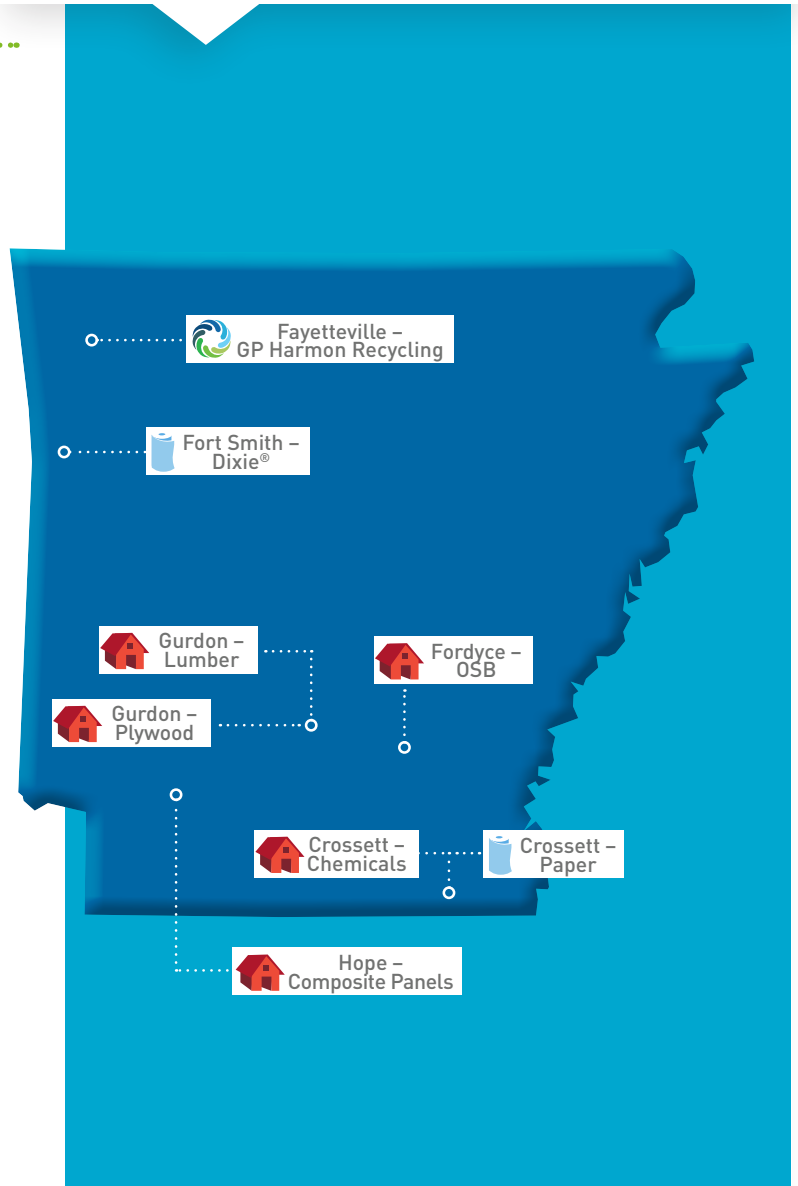 Fayetteville –
GP Harmon Recycling
Fort Smith –
Dixie®
Gurdon –
Lumber
Fordyce –
OSB
Gurdon –
Plywood
Crossett –
Chemicals
Crossett –
Paper
Hope –
Composite Panels